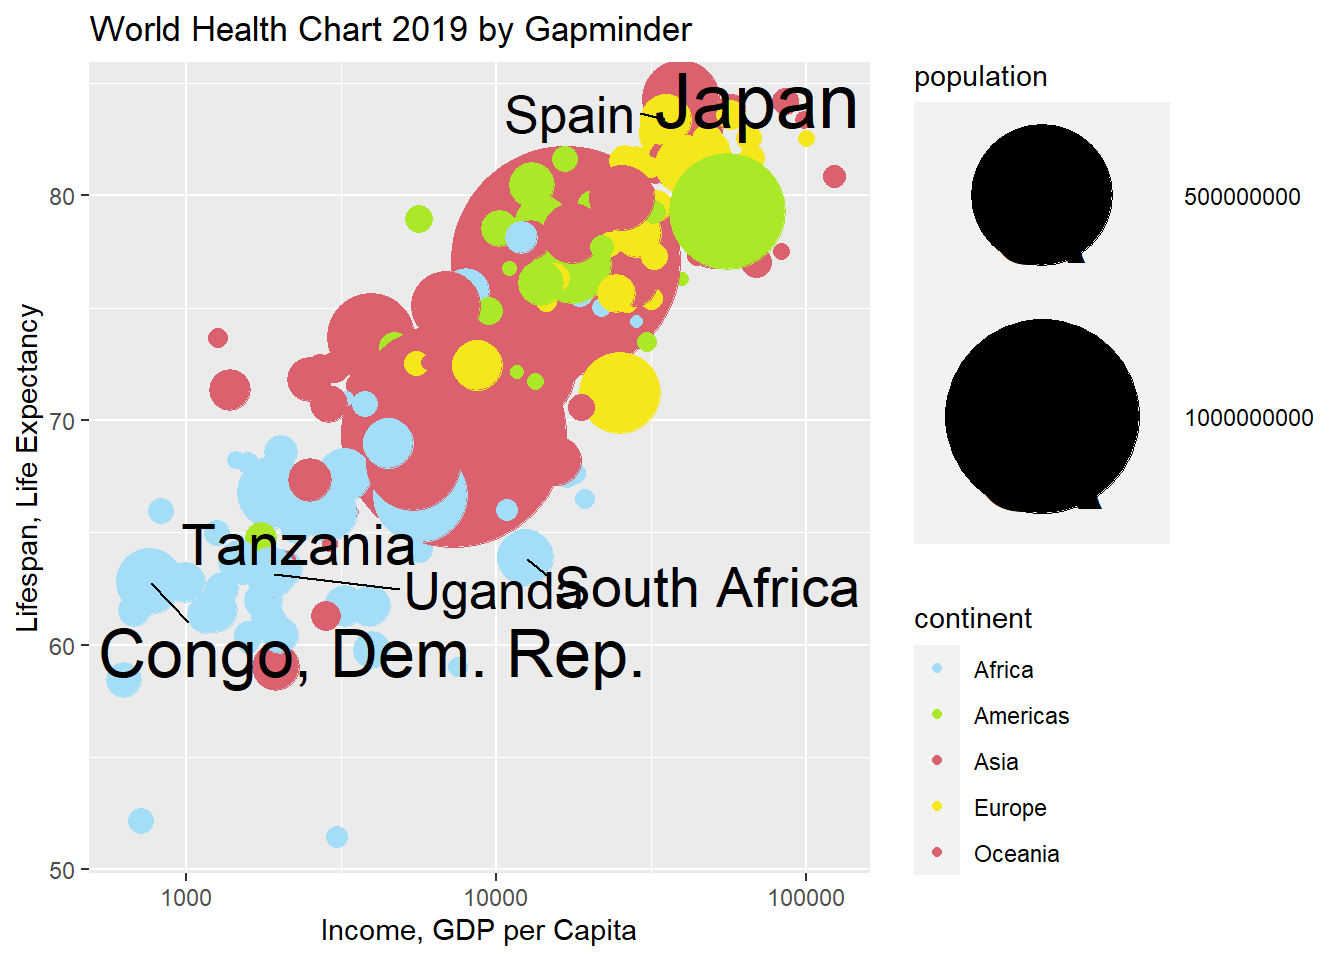 World Health Chart 2019 by Gapminder
Lifespan, Life Expectancy
80
70
60
50
Spain
Japan
Tanzania
Uganda
South Africa
Congo, Dem. Rep.
1000
10000
100000
Income, GDP per Capita
population
500000000
1000000000
continent
Africa
Americas
Asia
Europe
Oceania